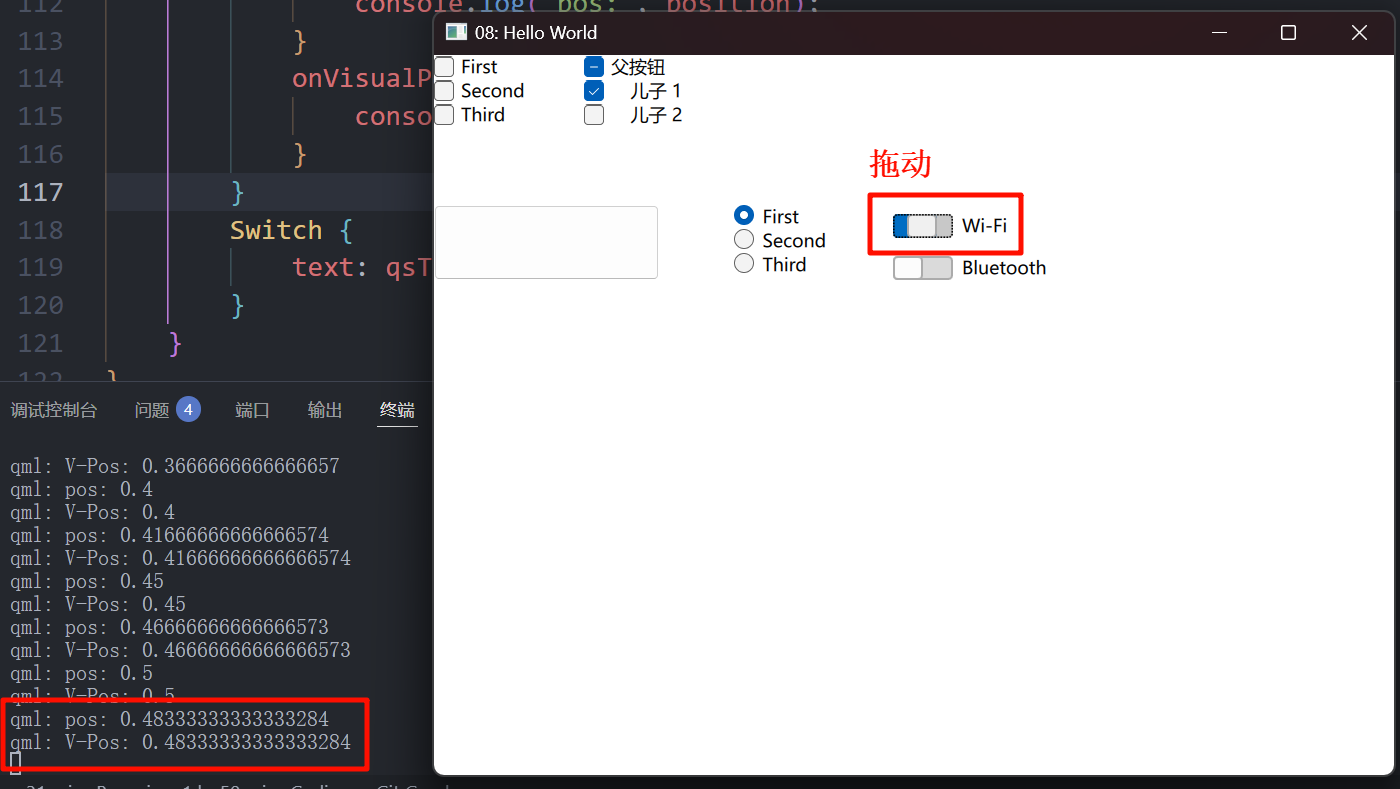 112 console.log("pos:", position);
113 }
114 onVisualP
115 conso
116 }
117 }
118 Switch {
119 text: qsT
120 }
121 }
122 }
调试控制台 问题 4 端口 输出 终端
qml: V-Pos: 0.3666666666666657
qml: pos: 0.4
qml: V-Pos: 0.4
qml: pos: 0.41666666666666574
qml: V-Pos: 0.41666666666666574
qml: pos: 0.45
qml: V-Pos: 0.45
qml: pos: 0.46666666666666573
qml: V-Pos: 0.46666666666666573
qml: pos: 0.5
qml: V-Pos: 0.5
qml: pos: 0.48333333333333284
qml: V-Pos: 0.48333333333333284
08: Hello World
First
Second
Third
父按钮
儿子 1
儿子 2
拖动
First
Second
Third
Wi-Fi
Bluetooth